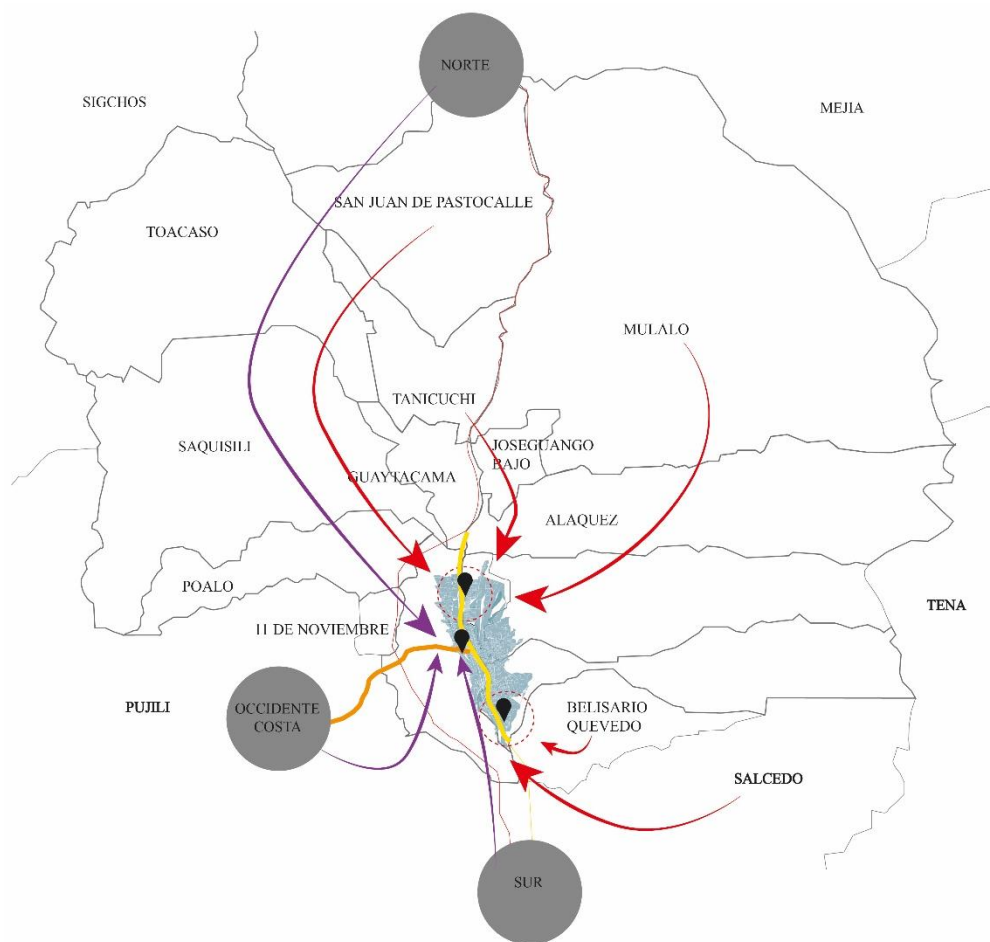 NORTE
SIGCHOS
MEJIA
SAN JUAN DE PASTOCALLE
TOACASO
MULALO
TANICUCHI
SAQUISILI
JOSEGUANGO
BAJO
GUAYTACAMA
ALAQUEZ
POALO
TENA
11 DE NOVIEMBRE
OCCIDENTE
COSTA
PUJILI
BELISARIO
QUEVEDO
SALCEDO
SUR